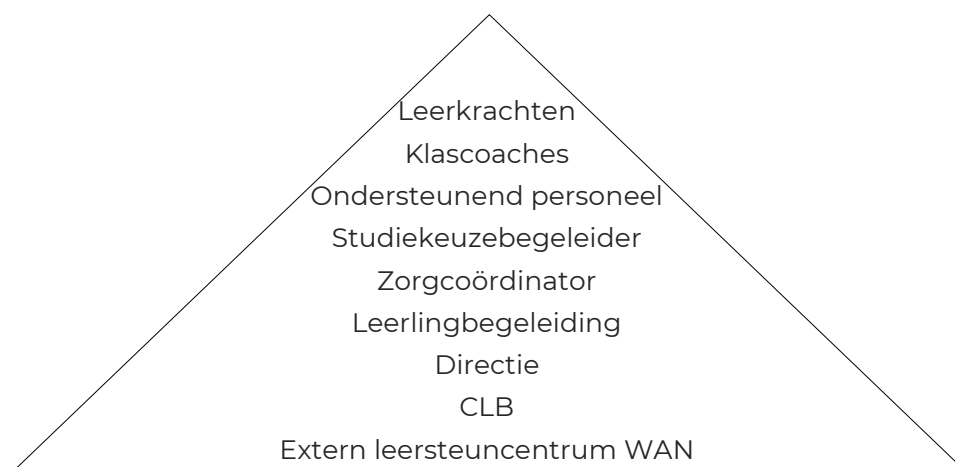 Leerkrachten
Klascoaches
Ondersteunend personeel
Studiekeuzebegeleider
Zorgcoördinator
Leerlingbegeleiding
Directie
CLB
Extern leersteuncentrum WAN